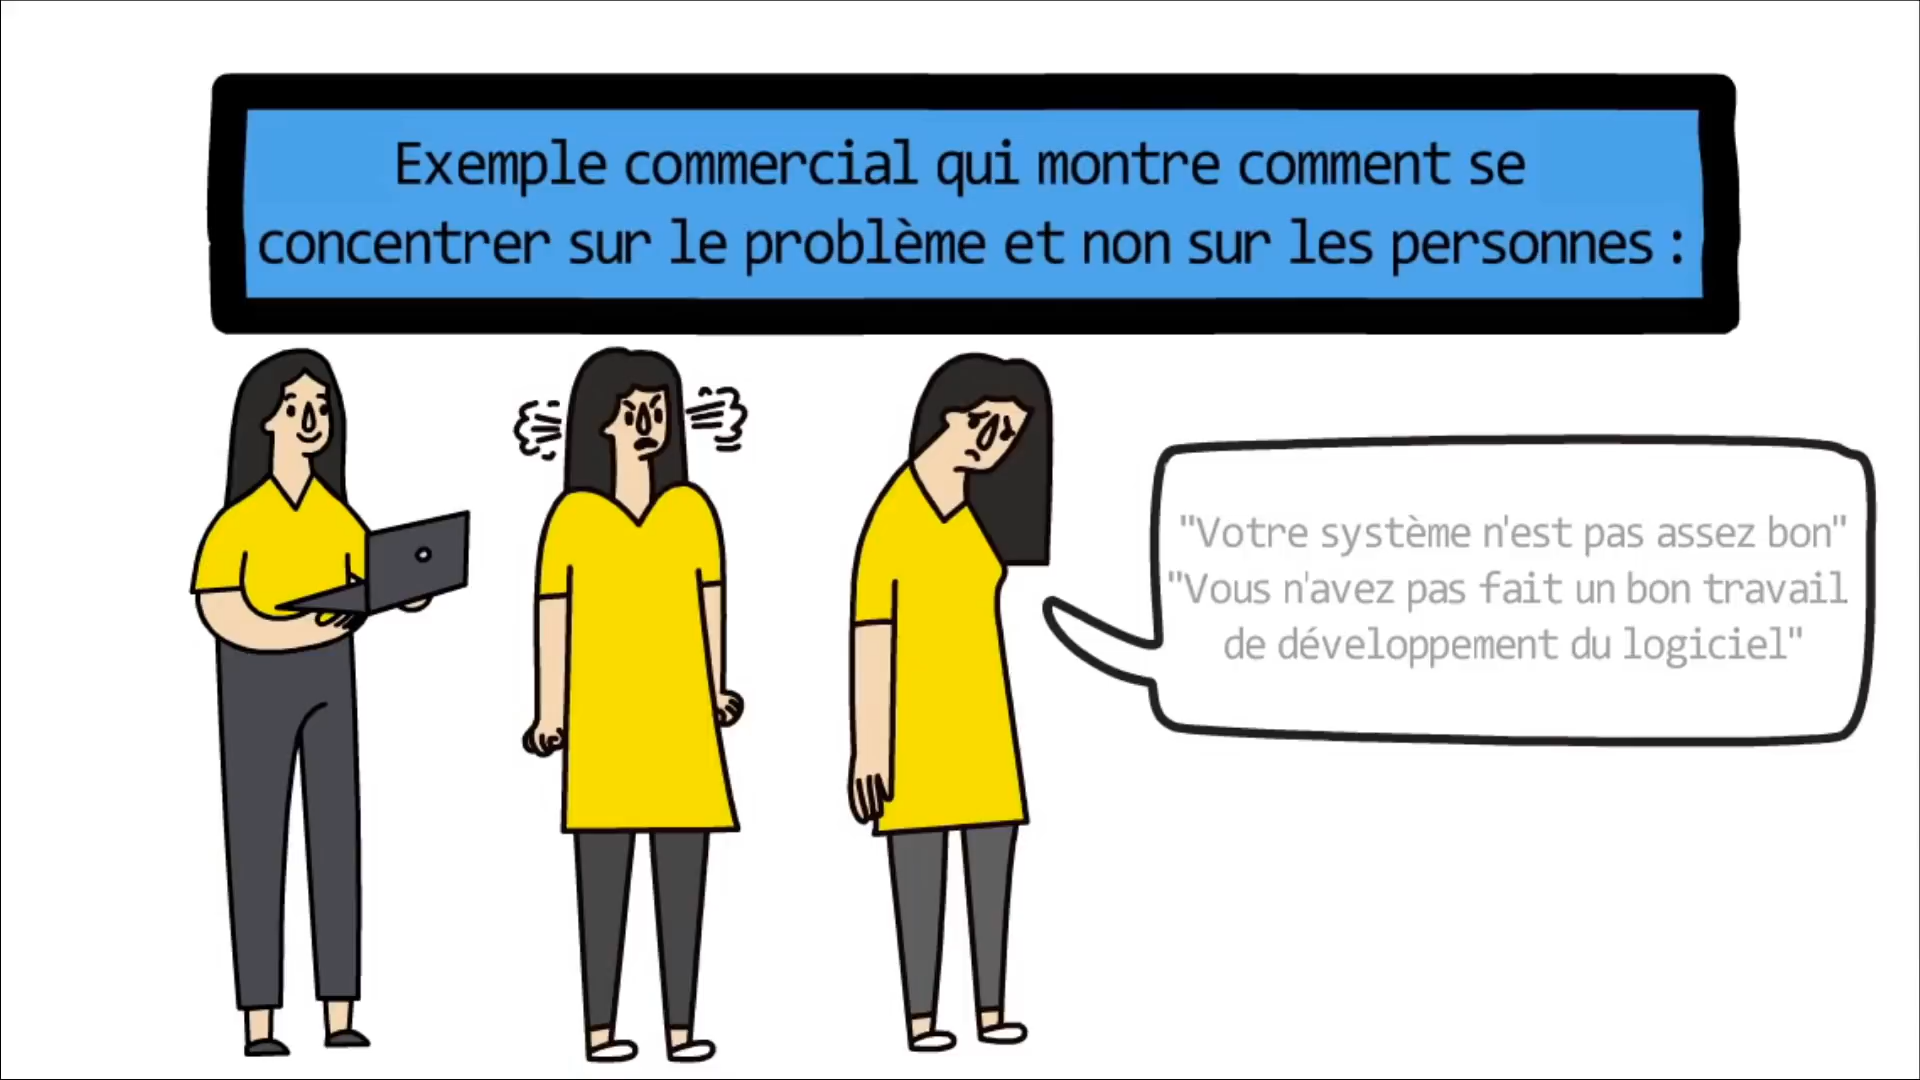 Exemple commercial qui montre comment se
concentrer sur le problème et non sur les personnes :
"Votre système n'est pas assez bon"
"Vous n'avez pas fait un bon travail
de développement du logiciel"